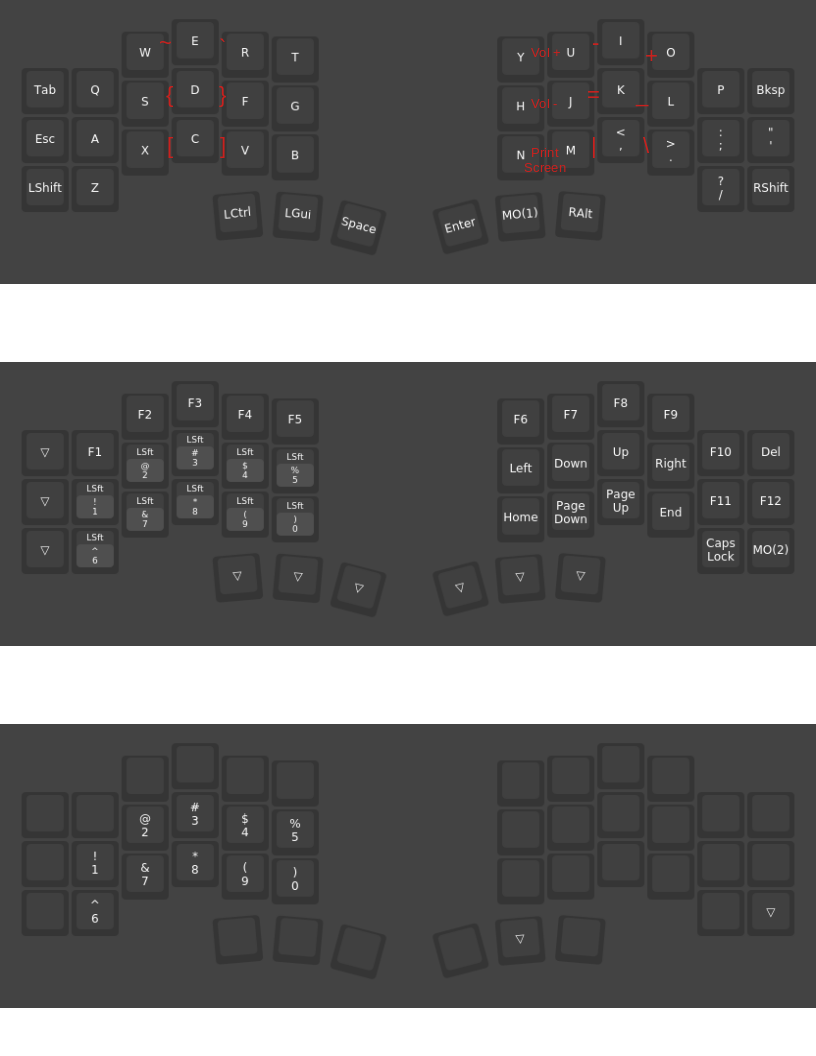 W ~ E ` R T
Y Vol + U - I + O
Tab Q S { D } F G
H Vol - J = K _ L P Bksp
Esc A X [ C ] V B
N Print Screen M | < , \ > . : ; " '
LShift Z
? / RShift
LCtrl LGui Space
Enter MO(1) RAlt
F2 F3 F4 F5
F6 F7 F8 F9
▽ F1 LSft @ 2 LSft # 3 LSft $ 4 LSft % 5
Left Down Up Right F10 Del
▽ LSft ! 1 LSft & 7 LSft * 8 LSft ( 9 LSft ) 0
Home Page Down Page Up End F11 F12
▽ LSft ^ 6
Caps Lock MO(2)
▽ ▽ ▽
▽ ▽ ▽
@ 2 # 3 $ 4 % 5
! 1 & 7 * 8 ( 9 ) 0
^ 6
▽
▽